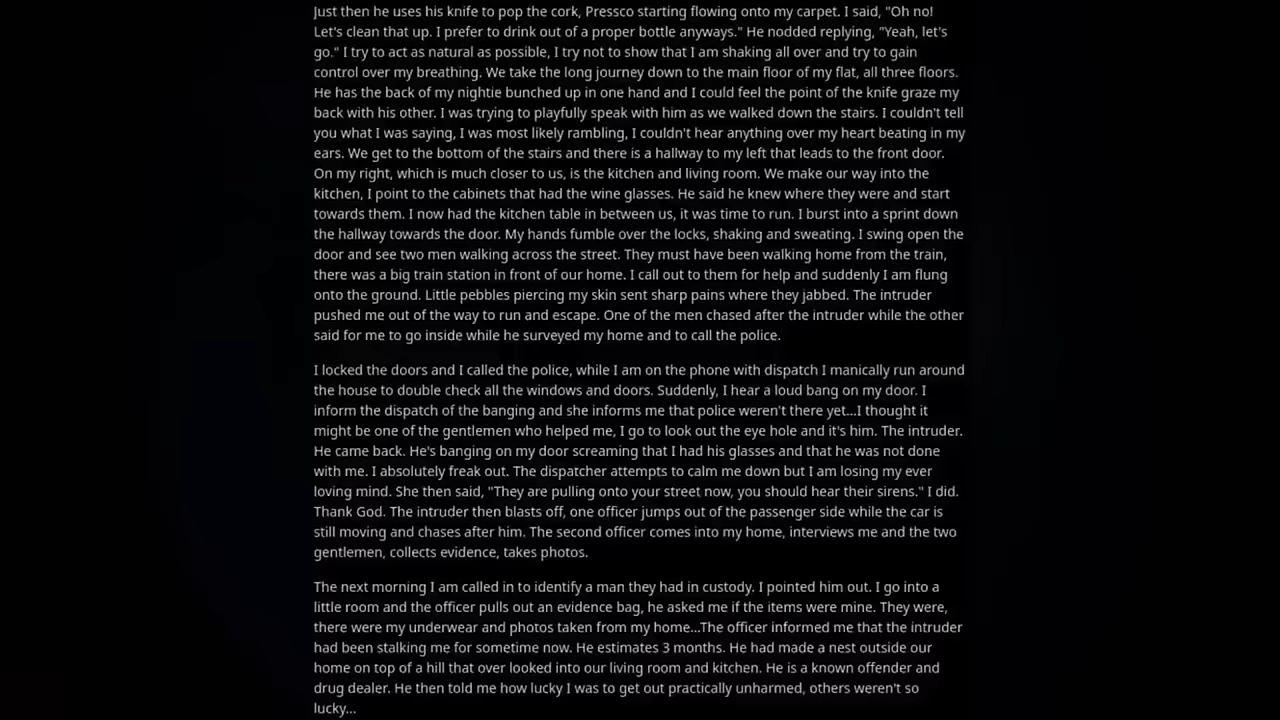 Just then he uses his knife to pop the cork, Pressco starting flowing onto my carpet. I said, "Oh no!
Let's clean that up. I prefer to drink out of a proper bottle anyways." He nodded replying, "Yeah, let's
go." I try to act as natural as possible, I try not to show that I am shaking all over and try to gain
control over my breathing. We take the long journey down to the main floor of my flat, all three floors.
He has the back of my nightie bunched up in one hand and I could feel the point of the knife graze my
back with his other. I was trying to playfully speak with him as we walked down the stairs. I couldn't tell
you what I was saying, I was most likely rambling, I couldn't hear anything over my heart beating in my
ears. We get to the bottom of the stairs and there is a hallway to my left that leads to the front door.
On my right, which is much closer to us, is the kitchen and living room. We make our way into the
kitchen, I point to the cabinets that had the wine glasses. He said he knew where they were and start
towards them. I now had the kitchen table in between us, it was time to run. I burst into a sprint down
the hallway towards the door. My hands fumble over the locks, shaking and sweating. I swing open the
door and see two men walking across the street. They must have been walking home from the train,
there was a big train station in front of our home. I call out to them for help and suddenly I am flung
onto the ground. Little pebbles piercing my skin sent sharp pains where they jabbed. The intruder
pushed me out of the way to run and escape. One of the men chased after the intruder while the other
said for me to go inside while he surveyed my home and to call the police.
I locked the doors and I called the police, while I am on the phone with dispatch I manically run around
the house to double check all the windows and doors. Suddenly, I hear a loud bang on my door. I
inform the dispatch of the banging and she informs me that police weren't there yet...I thought it
might be one of the gentlemen who helped me, I go to look out the eye hole and it's him. The intruder.
He came back. He's banging on my door screaming that I had his glasses and that he was not done
with me. I absolutely freak out. The dispatcher attempts to calm me down but I am losing my ever
loving mind. She then said, "They are pulling onto your street now, you should hear their sirens." I did.
Thank God. The intruder then blasts off, one officer jumps out of the passenger side while the car is
still moving and chases after him. The second officer comes into my home, interviews me and the two
gentlemen, collects evidence, takes photos.
The next morning I am called in to identify a man they had in custody. I pointed him out. I go into a
little room and the officer pulls out an evidence bag, he asked me if the items were mine. They were,
there were my underwear and photos taken from my home...The officer informed me that the intruder
had been stalking me for sometime now. He estimates 3 months. He had made a nest outside our
home on top of a hill that over looked into our living room and kitchen. He is a known offender and
drug dealer. He then told me how lucky I was to get out practically unharmed, others weren't so
lucky...